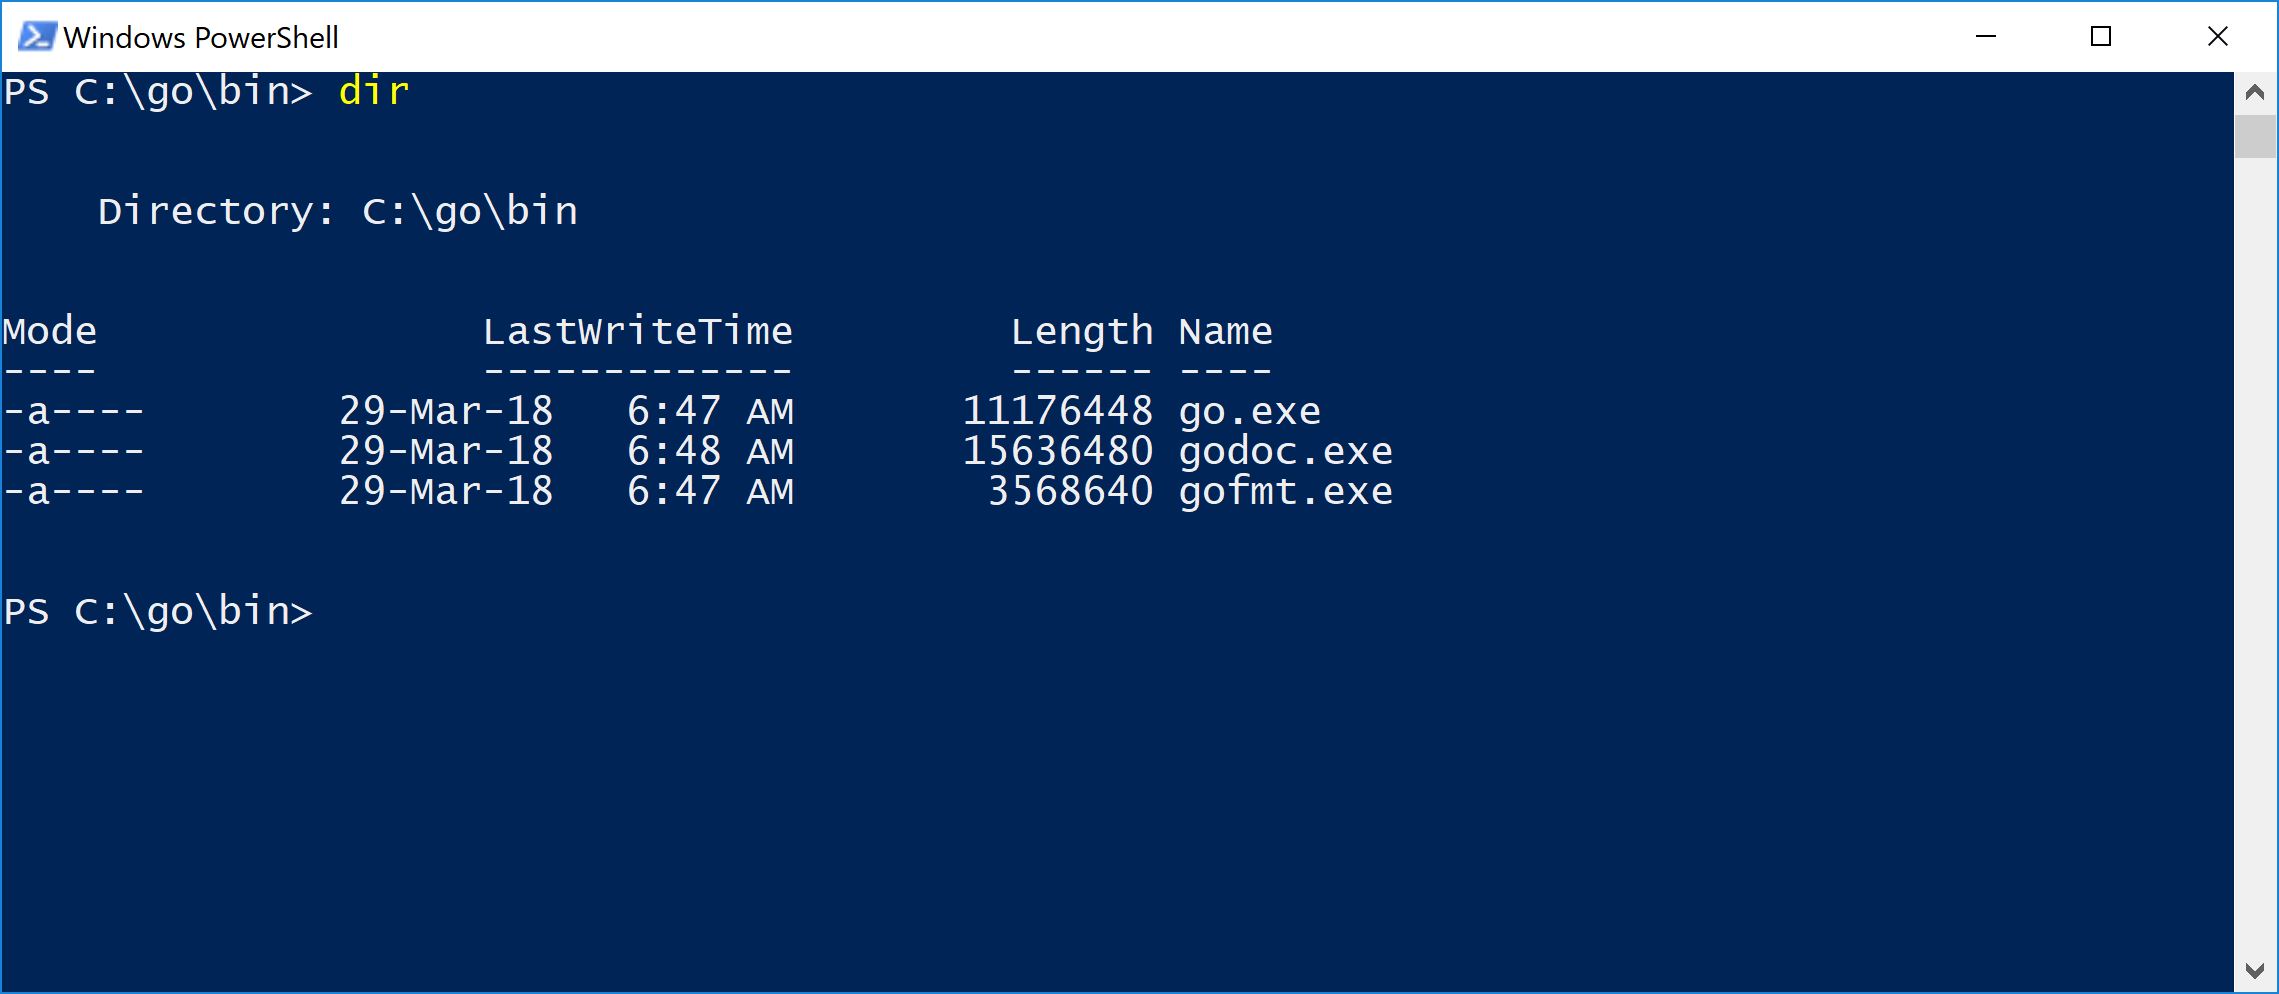 Windows PowerShell
PS C:\go\bin> dir
Directory: C:\go\bin
Mode                LastWriteTime         Length Name
----                -------------         ------ ----
-a----        29-Mar-18   6:47 AM       11176448 go.exe
-a----        29-Mar-18   6:48 AM       15636480 godoc.exe
-a----        29-Mar-18   6:47 AM        3568640 gofmt.exe
PS C:\go\bin>